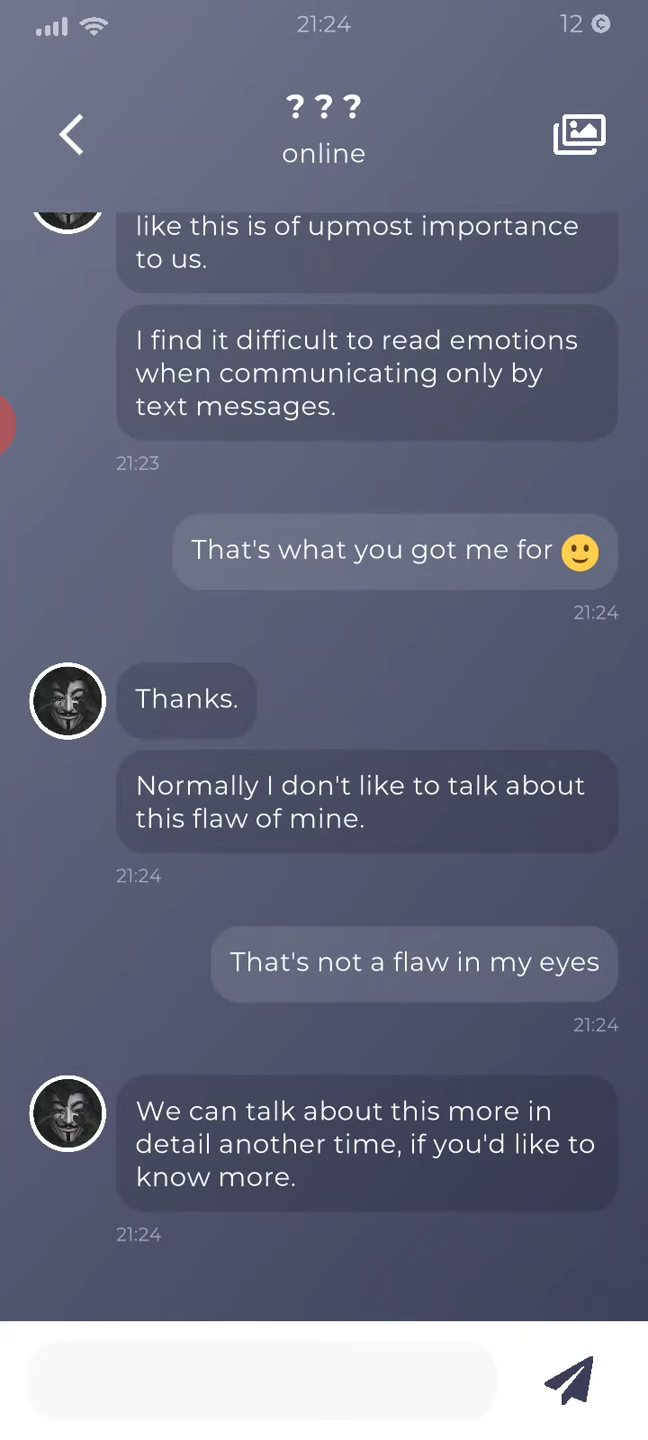 21:24
12
? ? ?
online
like this is of upmost importance
to us.
I find it difficult to read emotions
when communicating only by
text messages.
21:23
That's what you got me for 🙂
21:24
Thanks.
Normally I don't like to talk about
this flaw of mine.
21:24
That's not a flaw in my eyes
21:24
We can talk about this more in
detail another time, if you'd like to
know more.
21:24